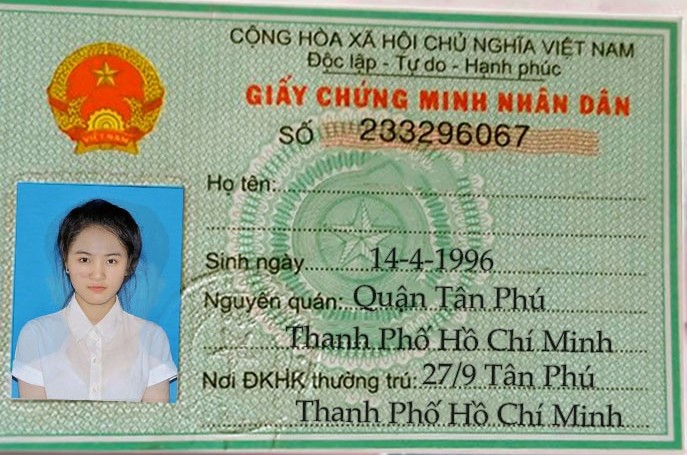 CỘNG HÒA XÃ HỘI CHỦ NGHĨA VIỆT NAM
Độc lập - Tự do - Hạnh phúc
GIẤY CHỨNG MINH NHÂN DÂN
SỐ 233296067
VIỆT NAM
Họ tên:
Sinh ngày 14-4-1996
Nguyên quán: Quận Tân Phú
Thanh Phố Hồ Chí Minh
Nơi ĐKHK thường trú: 27/9 Tân Phú
Thanh Phố Hồ Chí Minh